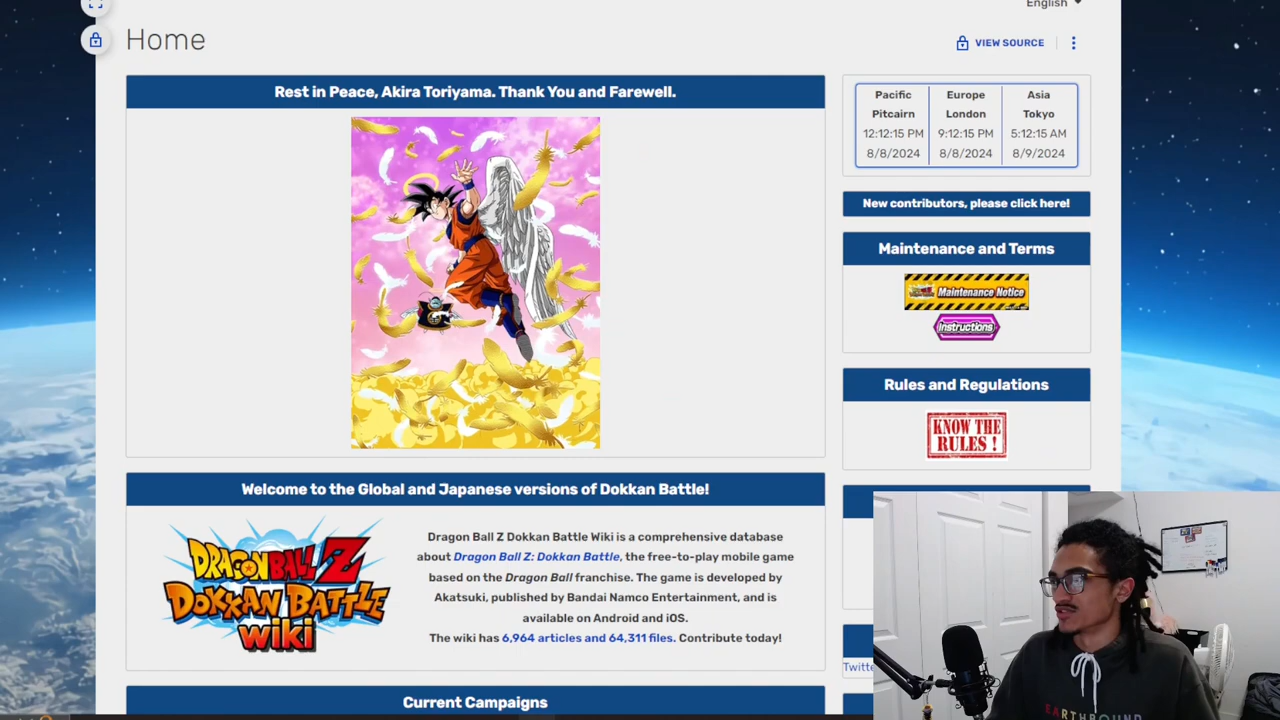 English
Home
VIEW SOURCE
Rest in Peace, Akira Toriyama. Thank You and Farewell.
Pacific
Pitcairn
12:12:15 PM
8/8/2024
Europe
London
9:12:15 PM
8/8/2024
Asia
Tokyo
5:12:15 AM
8/9/2024
New contributors, please click here!
Maintenance and Terms
Maintenance Notice
Instructions
Rules and Regulations
KNOW THE
RULES !
Welcome to the Global and Japanese versions of Dokkan Battle!
DRAGON BALL Z
DOKKAN BATTLE
wiki
Dragon Ball Z Dokkan Battle Wiki is a comprehensive database
about Dragon Ball Z: Dokkan Battle, the free-to-play mobile game
based on the Dragon Ball franchise. The game is developed by
Akatsuki, published by Bandai Namco Entertainment, and is
available on Android and iOS.
The wiki has 6,964 articles and 64,311 files. Contribute today!
Twitte
Current Campaigns
EARTHBOUND